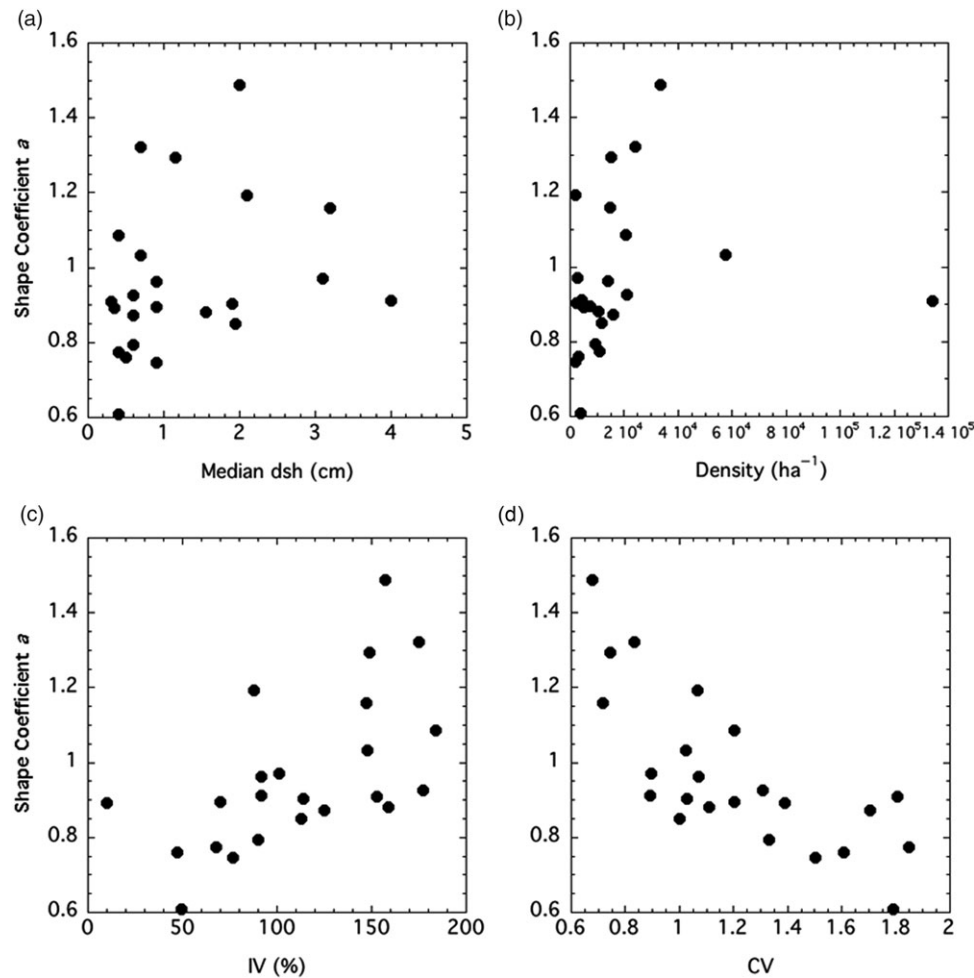 (a)
(b)
1.6
1.4
1.2
1
0.8
0.6
Shape Coefficient a
0 1 2 3 4 5
Median dsh (cm)
1.6
1.4
1.2
1
0.8
0.6
0 2 10⁴ 6 10⁴ 1 10⁵ 1.2 10⁵ 1.4 10⁵
Density (ha⁻¹)
(c)
(d)
1.6
1.4
1.2
1
0.8
0.6
Shape Coefficient a
0 50 100 150 200
IV (%)
1.6
1.4
1.2
1
0.8
0.6
0.6 0.8 1 1.2 1.4 1.6 1.8 2
CV